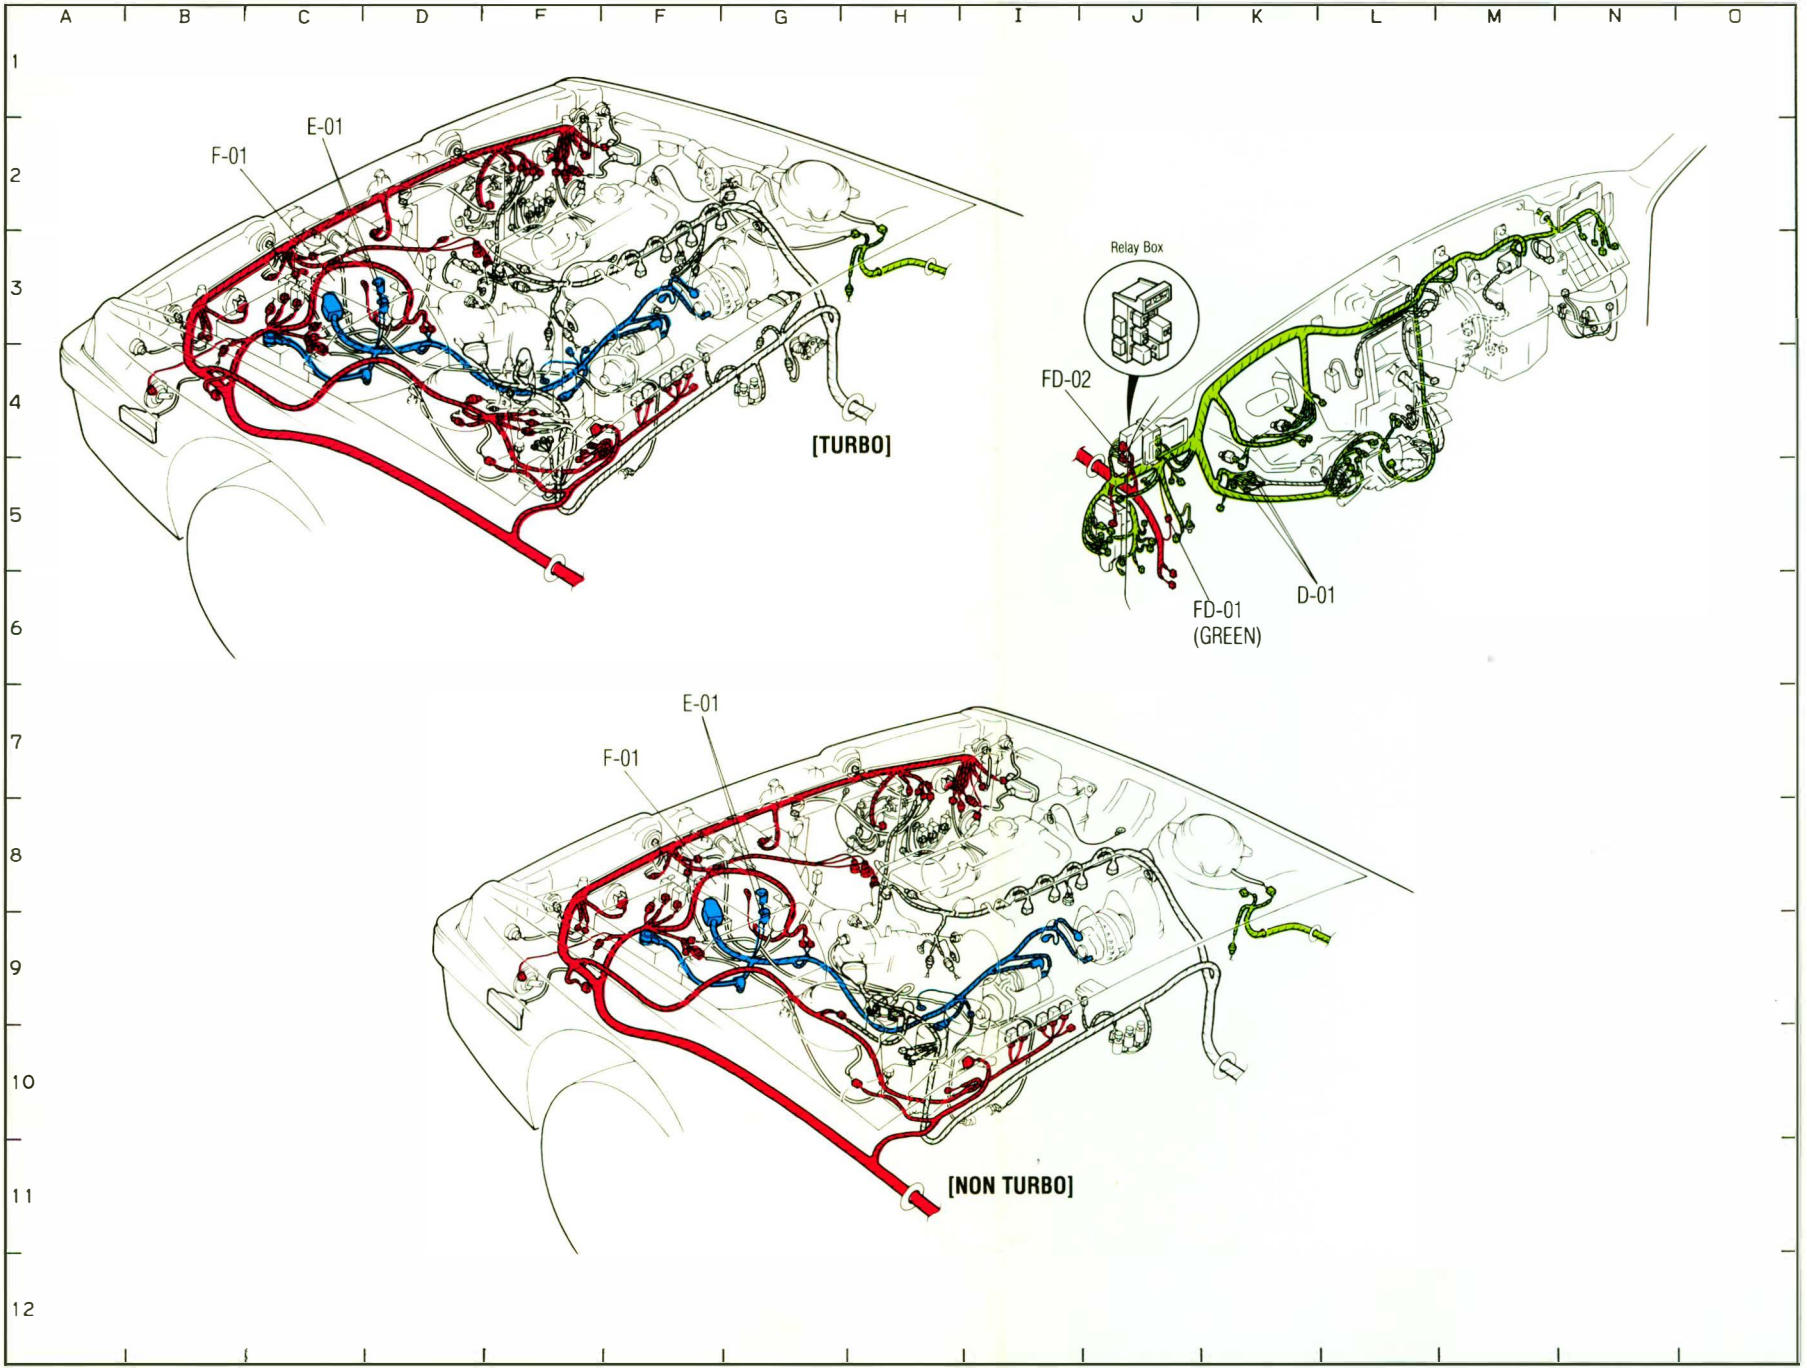 A B C D E F G H I J K L M N O
1
E-01
F-01
2
Relay Box
3
FD-02
4
[TURBO]
5
D-01
FD-01
(GREEN)
6
E-01
7
F-01
8
9
10
[NON TURBO]
11
12